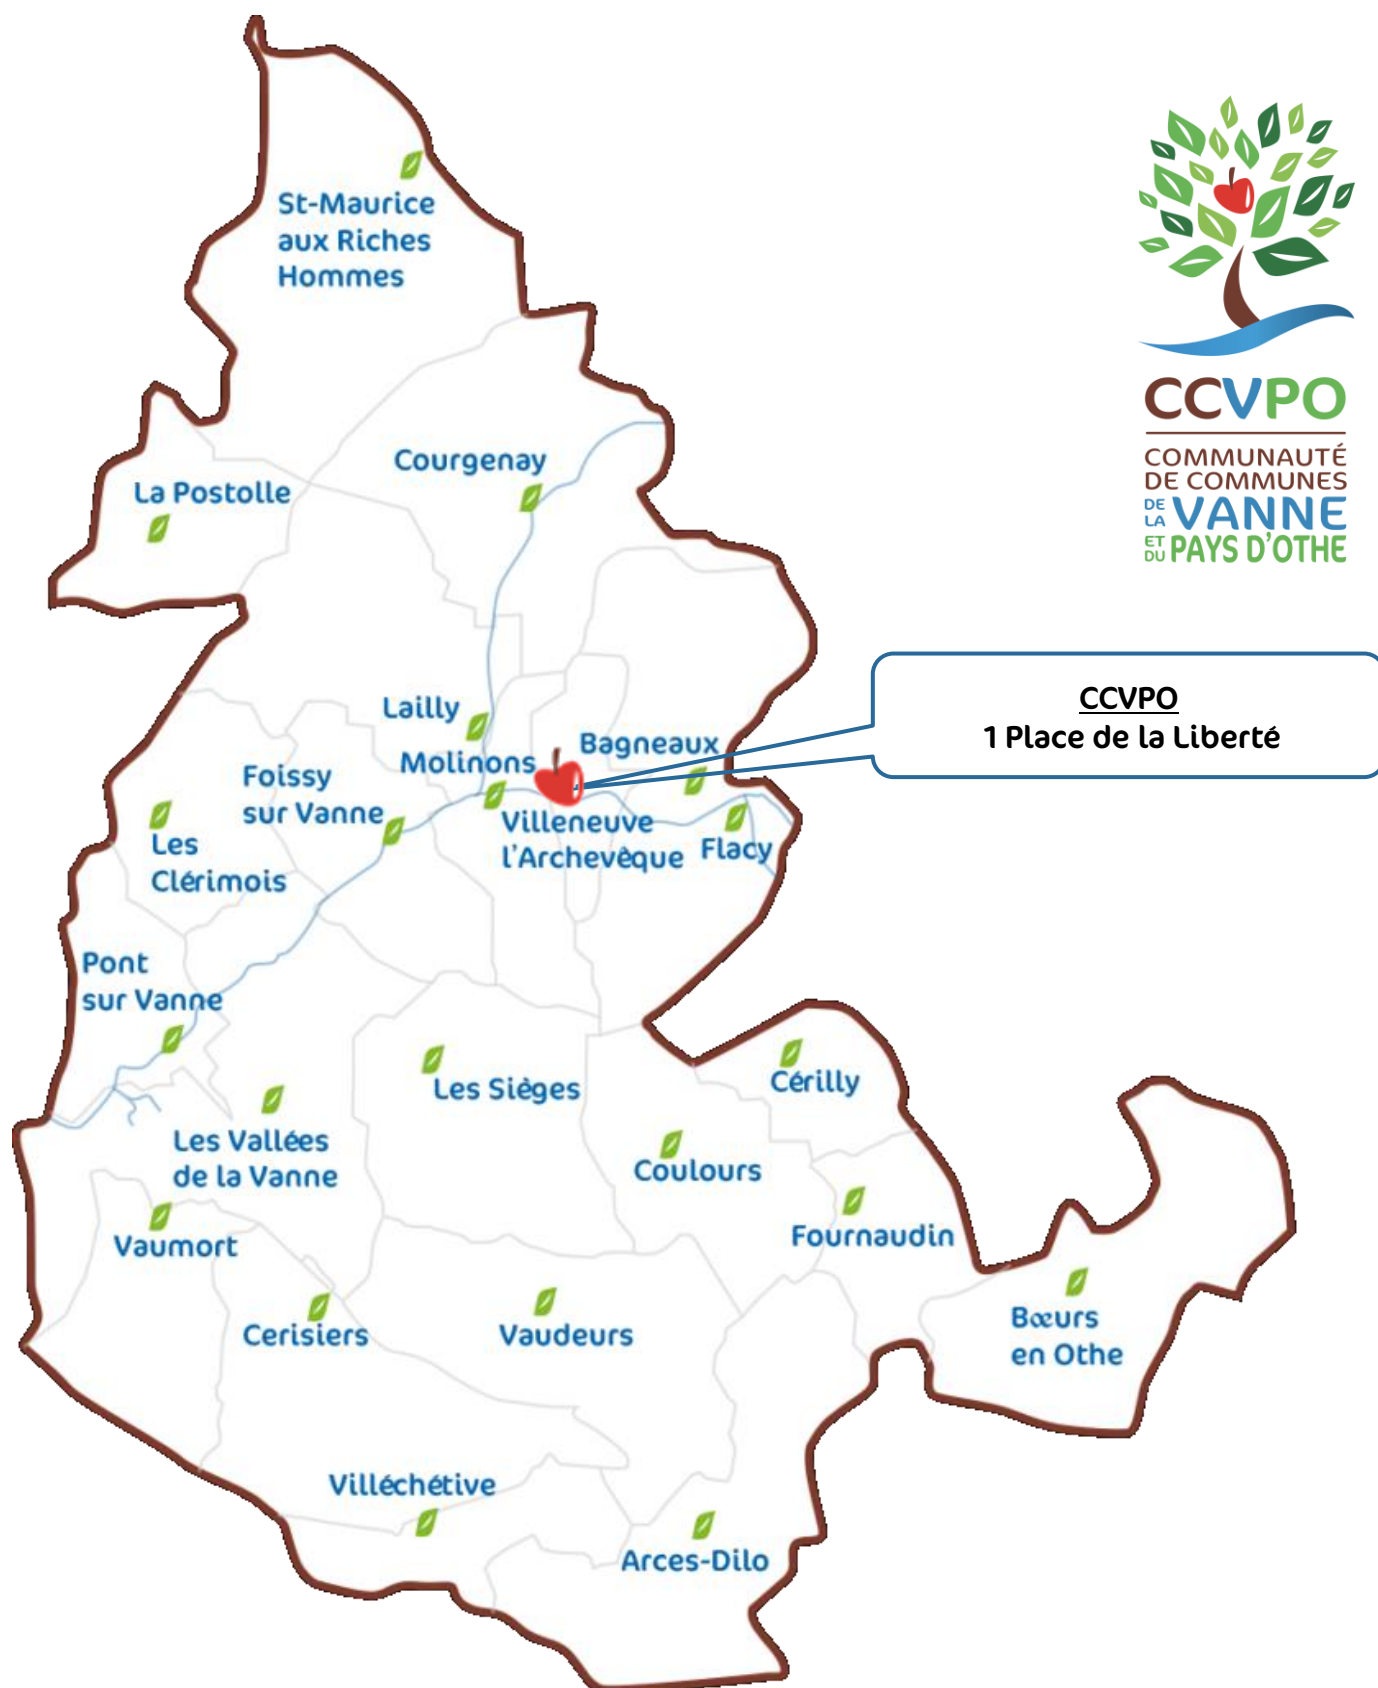 St-Maurice
aux Riches
Hommes
CCVPO
COMMUNAUTÉ
DE COMMUNES
DE LA VANNE
ET DU PAYS D'OTHE
Courgenay
La Postolle
CCVPO
1 Place de la Liberté
Lailly
Bagneaux
Molinons
Foissy
sur Vanne
Villeneuve
l'Archevèque
Flacy
Les
Clérimois
Pont
sur Vanne
Les Sièges
Cérilly
Les Vallées
de la Vanne
Coulours
Vaumort
Fournaudin
Cerisiers
Vaudeurs
Bœurs
en Othe
Villéchétive
Arces-Dilo